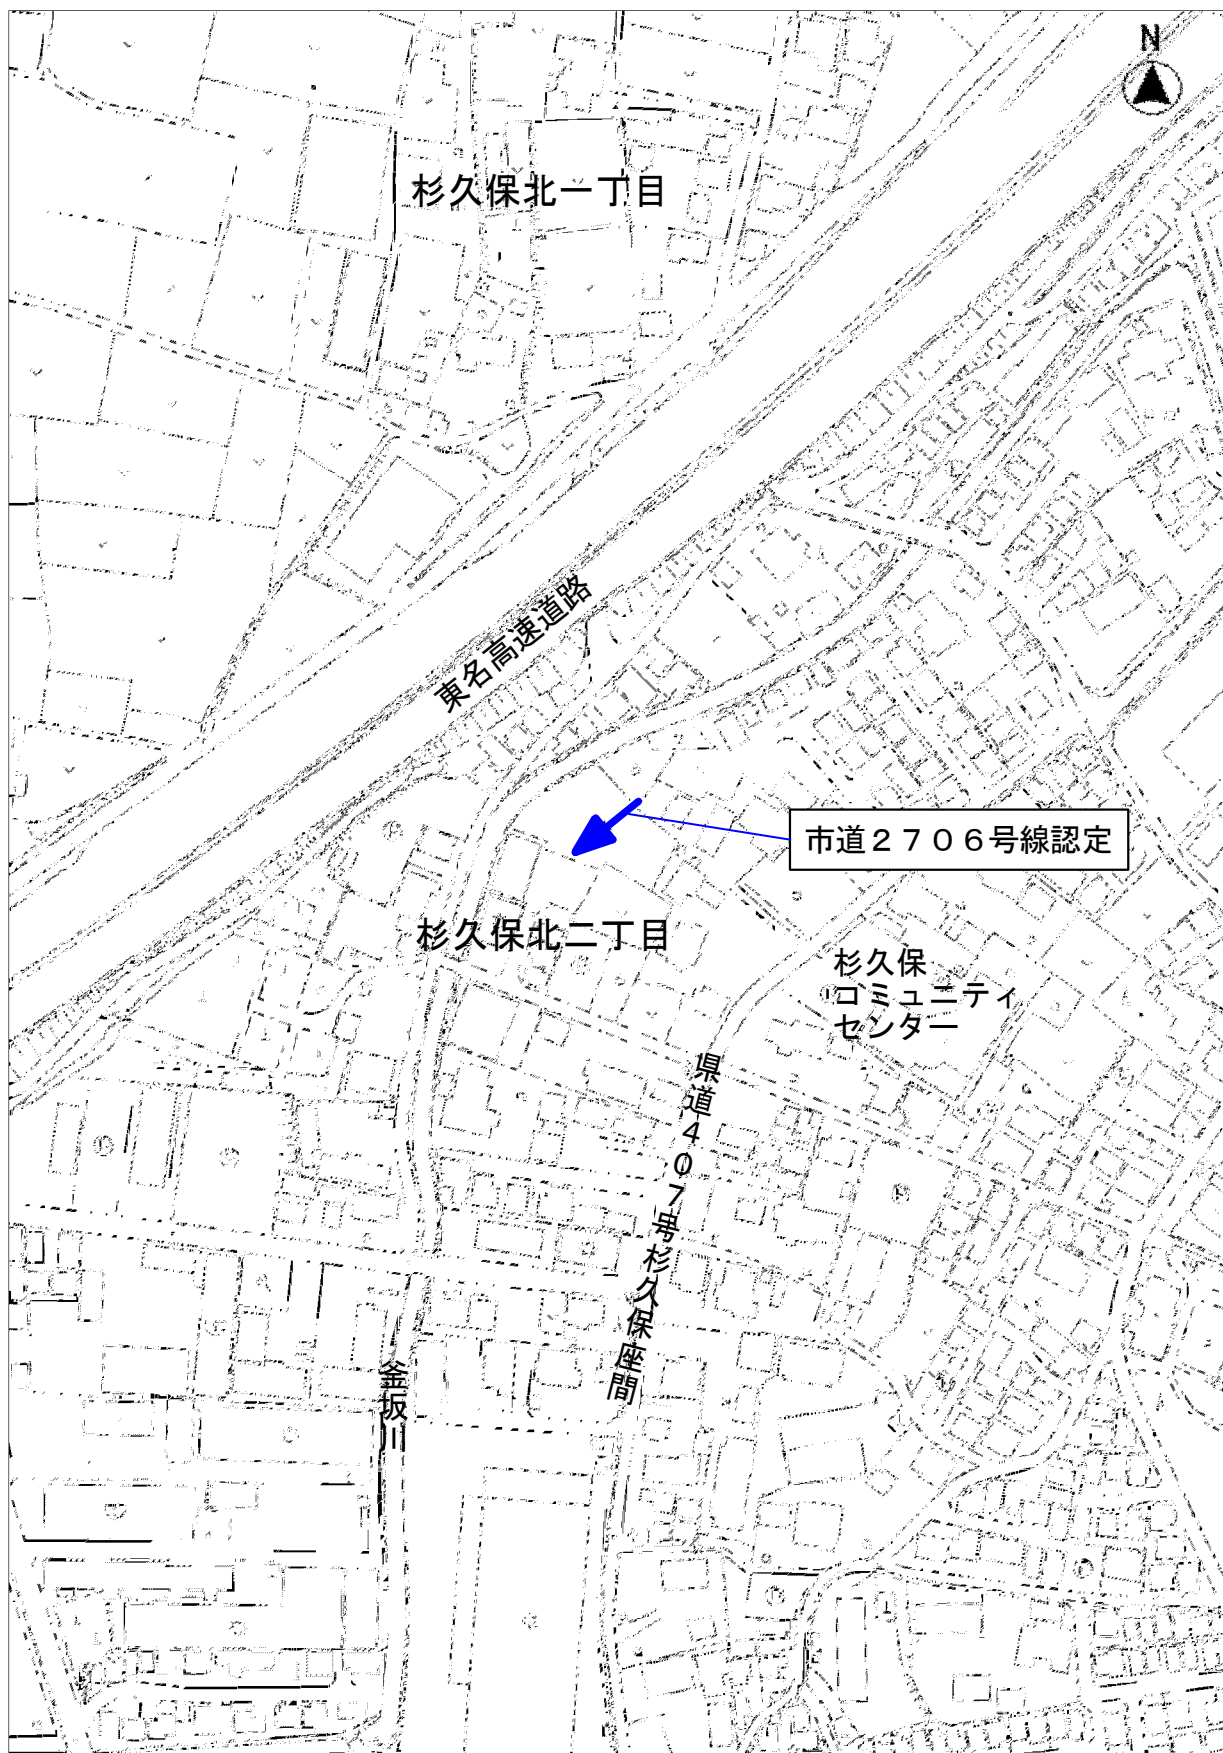 N
杉久保北一丁目
東名高速道路
市道２７０６号線認定
杉久保北二丁目
杉久保
コミュニティ
センター
県道４０７号杉久保座間
釜坂川